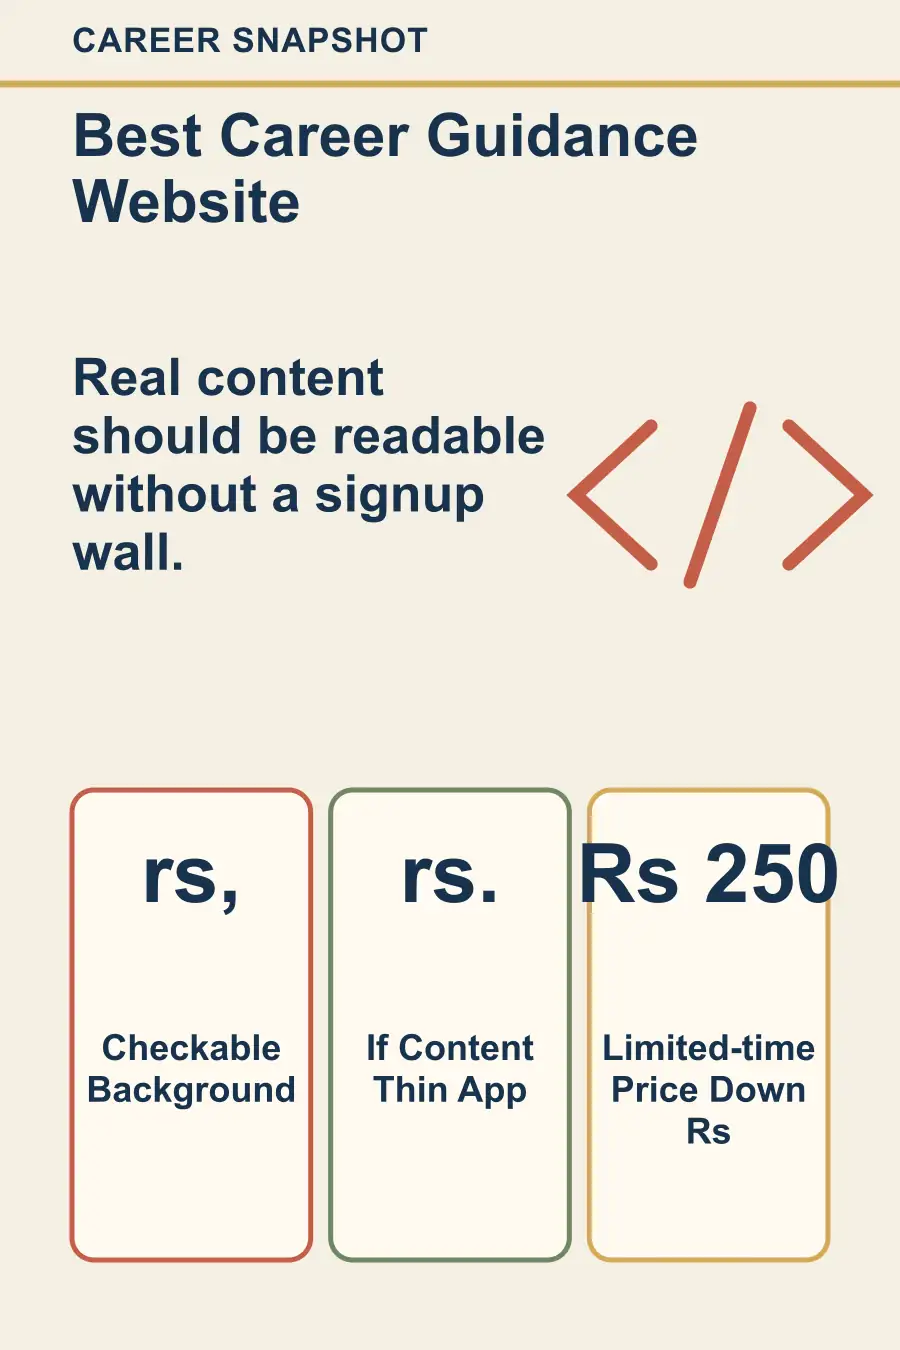 CAREER SNAPSHOT
Best Career Guidance
Website
Real content
should be readable
without a signup
wall.
rs,
Checkable
Background
rs.
If Content
Thin App
Rs 250
Limited-time
Price Down
Rs